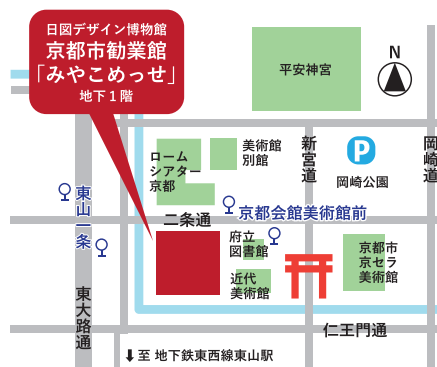 日図デザイン博物館
京都市勧業館
「みやこめっせ」
地下1階
平安神宮
N
ローム
シアター
京都
美術館
別館
新宮道
P
岡崎公園
岡崎道
東山二条
二条通
京都会館美術館前
府立
図書館
近代
美術館
京都市
京セラ
美術館
東大路通
仁王門通
⬇至 地下鉄東西線東山駅